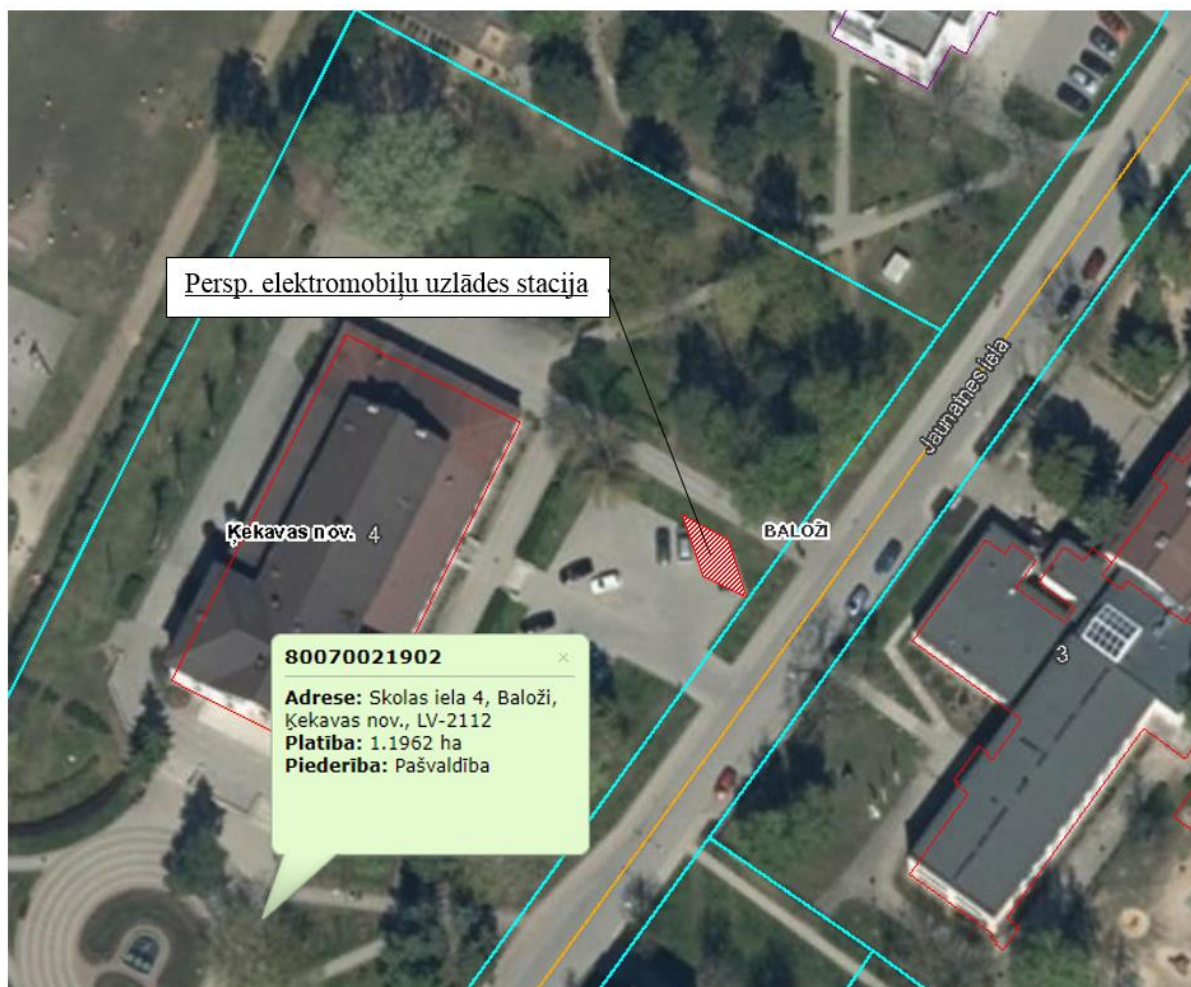 Persp. elektromobiļu uzlādes stacija
Jaunatnes iela
Ķekavas nov. 4
BALOŽI
80070021902 ×
Adrese: Skolas iela 4, Baloži,
Ķekavas nov., LV-2112
Platība: 1.1962 ha
Piederība: Pašvaldība
3